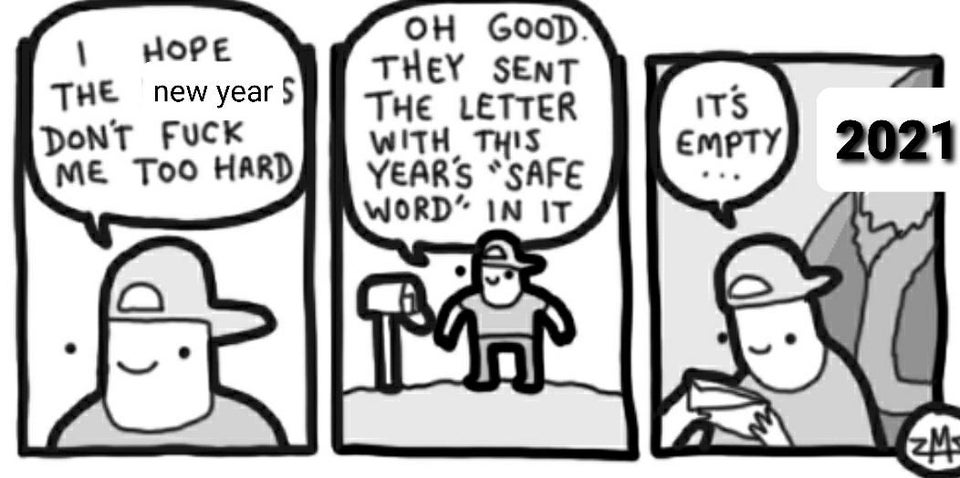 I HOPE
THE new year S
DON'T FUCK
ME TOO HARD
OH GOOD.
THEY SENT
THE LETTER
WITH THIS
YEAR'S "SAFE
WORD" IN IT
IT'S
EMPTY
...
2021
ZMS